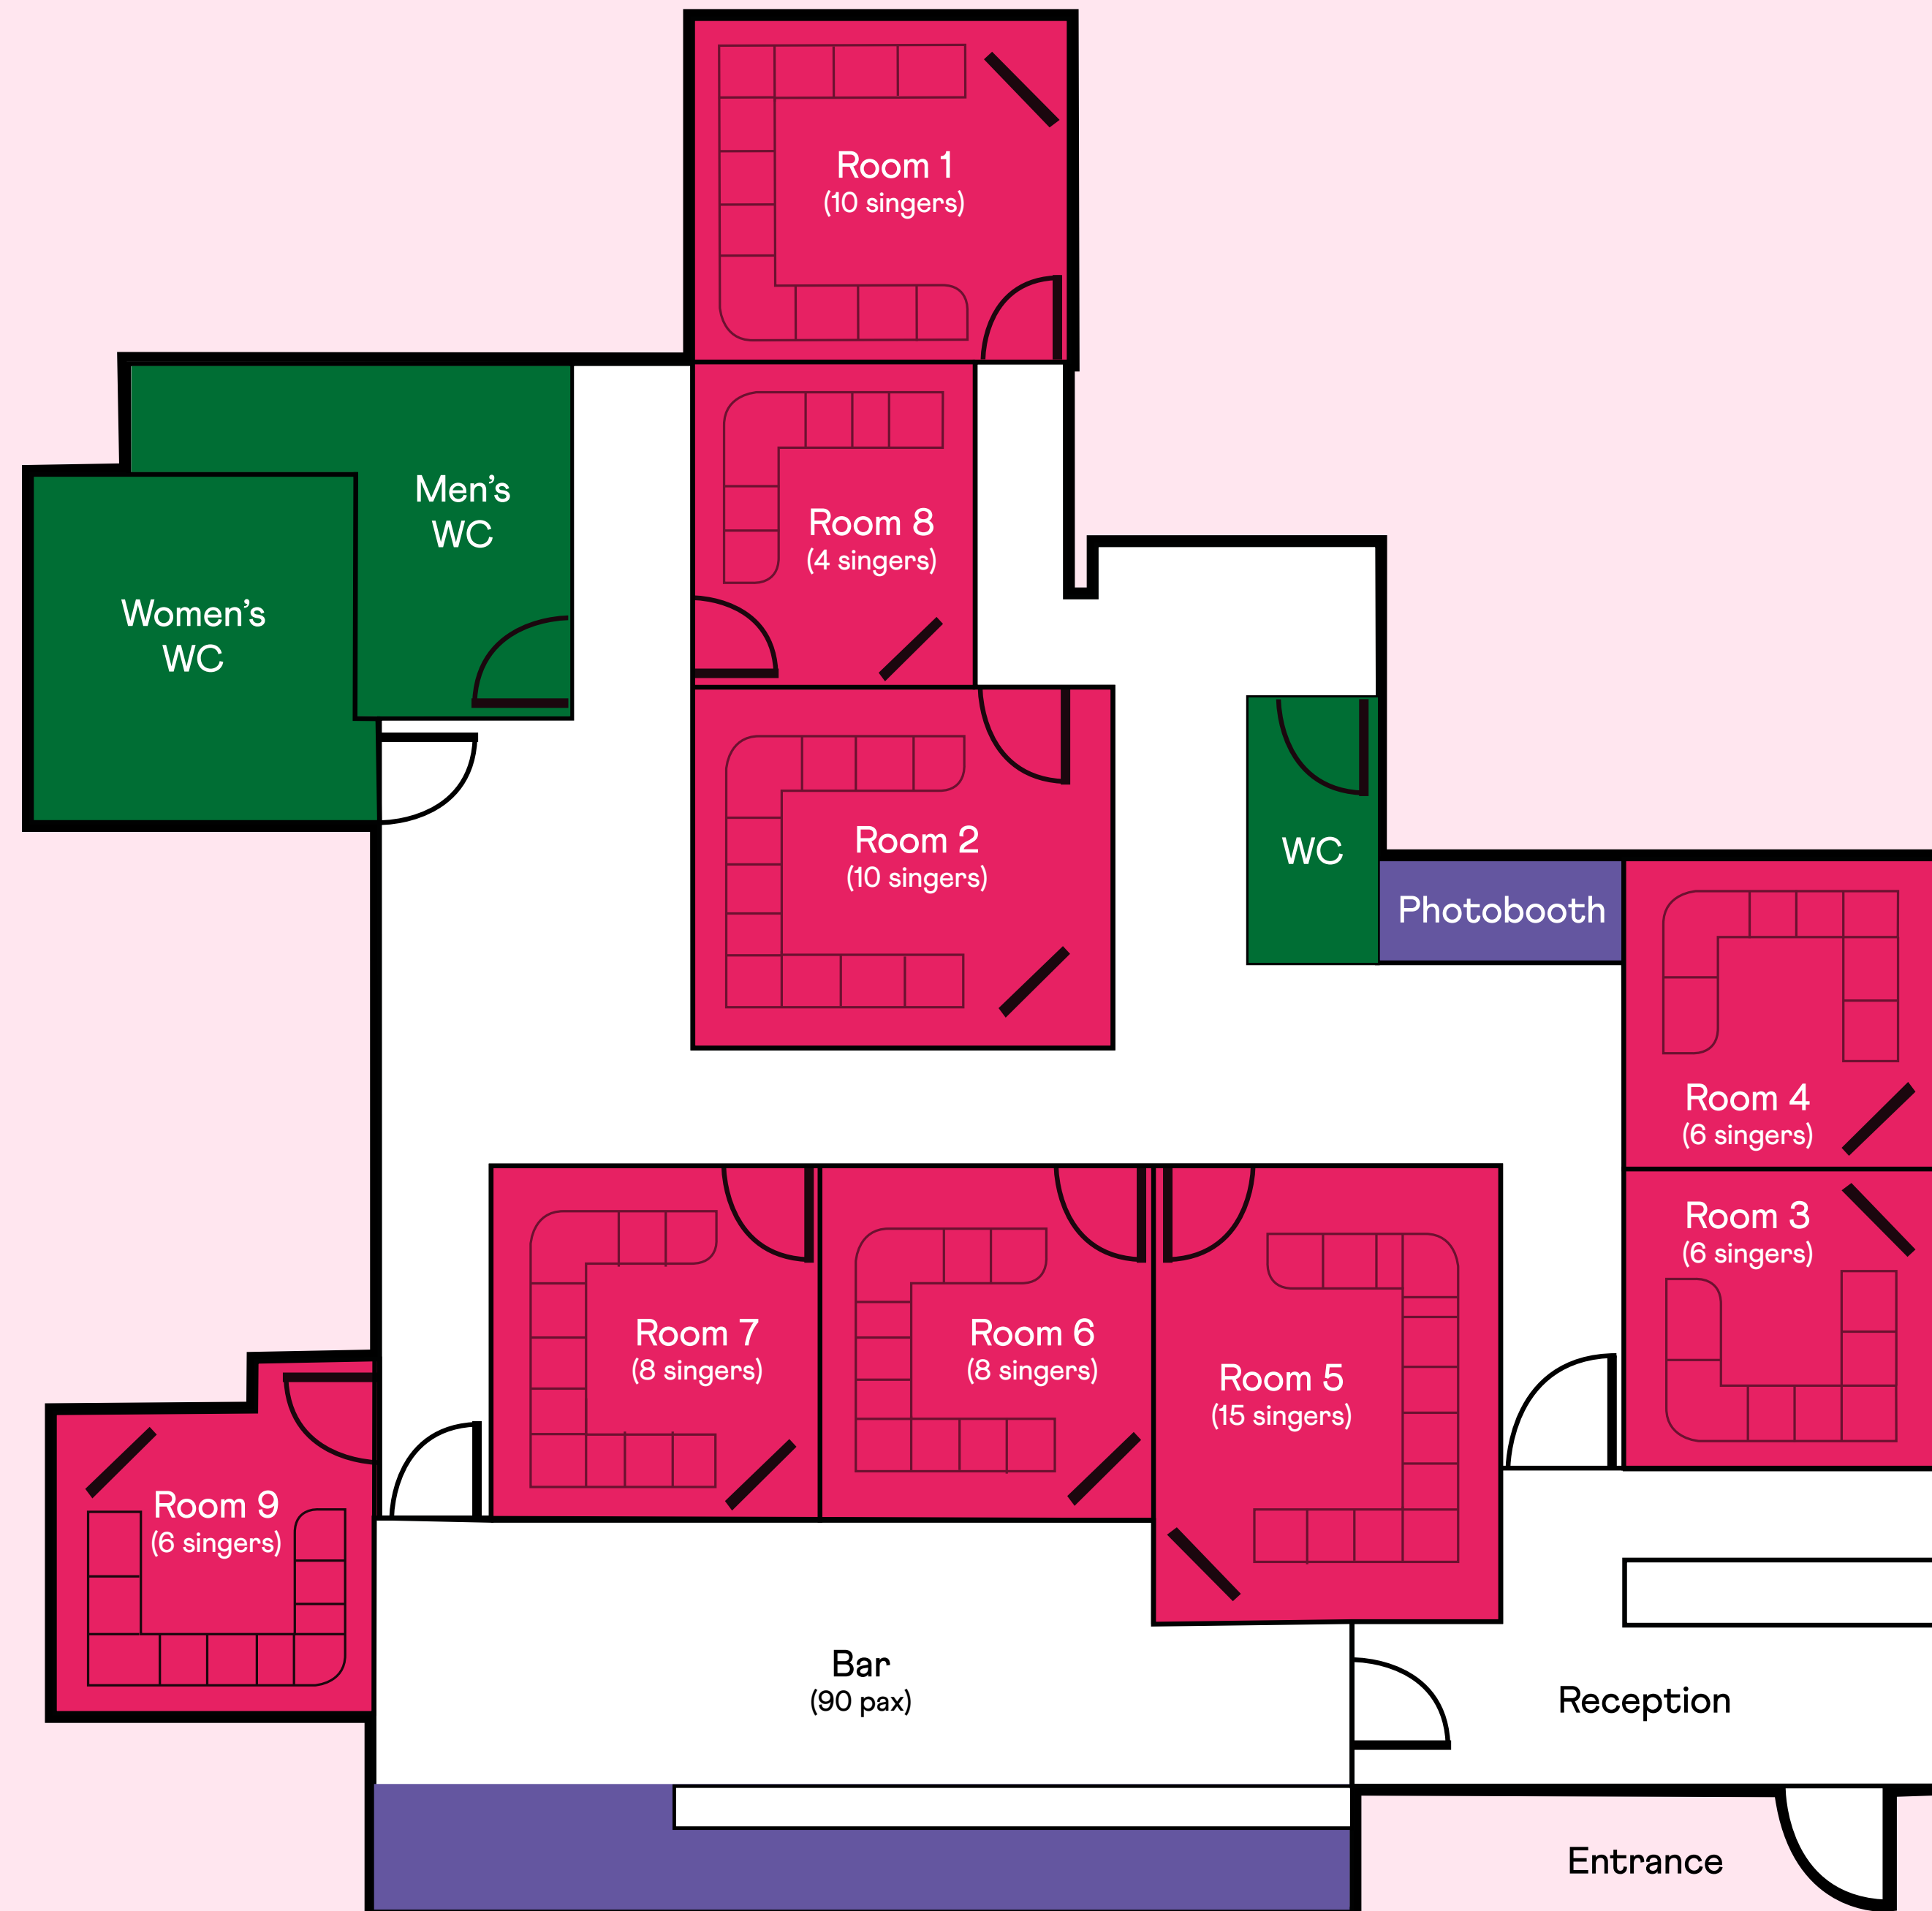 Room 1
(10 singers)
Men's
WC
Room 8
(4 singers)
Women's
WC
Room 2
(10 singers)
WC
Photobooth
Room 4
(6 singers)
Room 3
(6 singers)
Room 7
(8 singers)
Room 6
(8 singers)
Room 5
(15 singers)
Room 9
(6 singers)
Bar
(90 pax)
Reception
Entrance